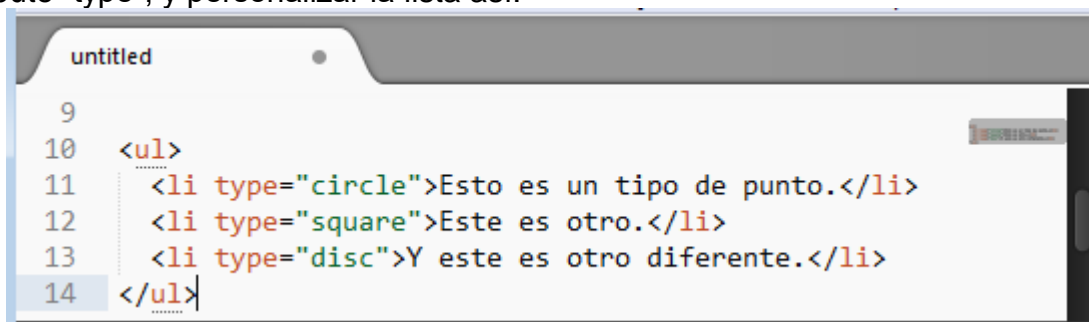 type", y personalizar la lista así:
untitled
9
10 <ul>
11 <li type="circle">Esto es un tipo de punto.</li>
12 <li type="square">Este es otro.</li>
13 <li type="disc">Y este es otro diferente.</li>
14 </ul>